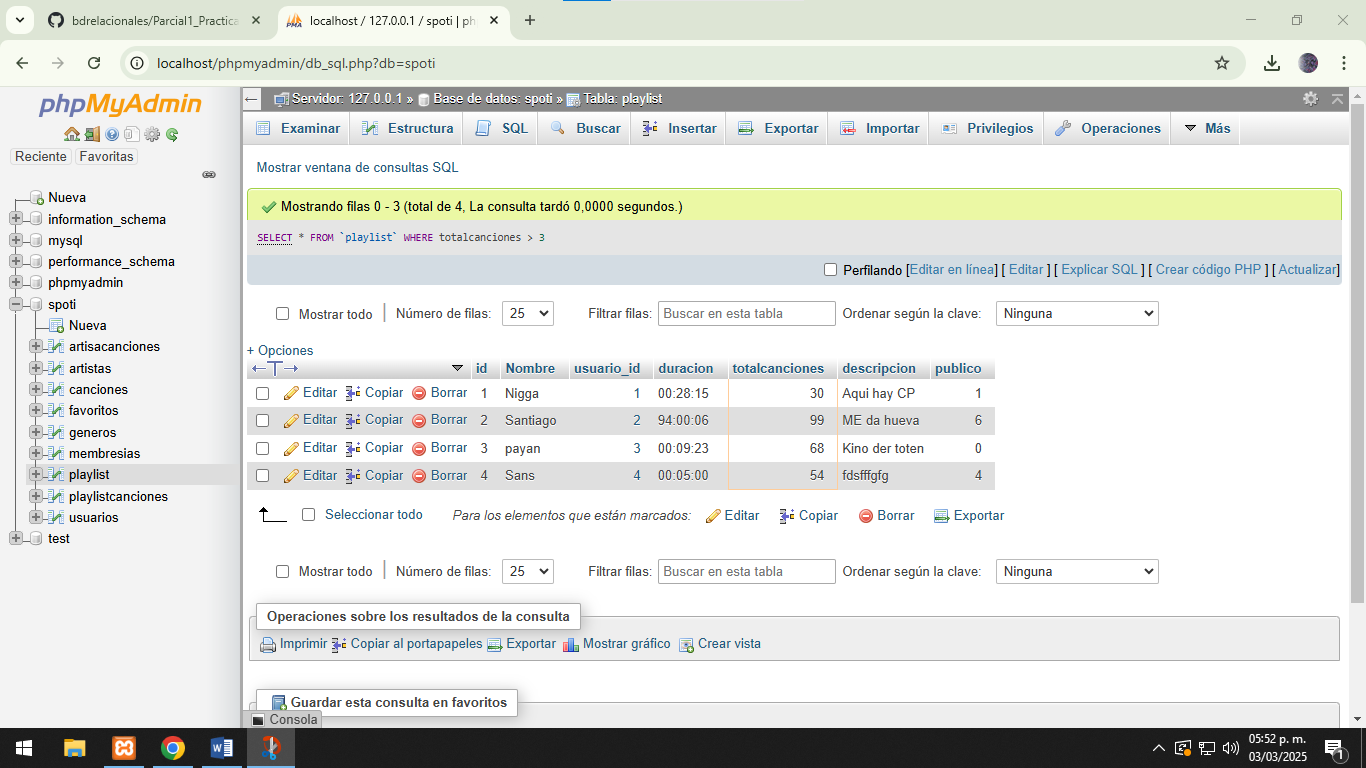 bdrelacionales/Parcial1_Practica
localhost / 127.0.0.1 / spoti | ph
localhost/phpmyadmin/db_sql.php?db=spoti
phpMyAdmin
Reciente Favoritas
Nueva
information_schema
mysql
performance_schema
phpmyadmin
spoti
Nueva
artisacanciones
artistas
canciones
favoritos
generos
membresias
playlist
playlistcanciones
usuarios
test
Servidor: 127.0.0.1 » Base de datos: spoti » Tabla: playlist
Examinar Estructura SQL Buscar Insertar Exportar Importar Privilegios Operaciones Más
Mostrar ventana de consultas SQL
Mostrando filas 0 - 3 (total de 4, La consulta tardó 0,0000 segundos.)
SELECT * FROM `playlist` WHERE totalcanciones > 3
Perfilando [Editar en línea] [ Editar ] [ Explicar SQL ] [ Crear código PHP ] [ Actualizar]
Mostrar todo | Número de filas: 25 Filtrar filas: Buscar en esta tabla Ordenar según la clave: Ninguna
+ Opciones
←T→ id Nombre usuario_id duracion totalcanciones descripcion publico
Editar Copiar Borrar 1 Nigga 1 00:28:15 30 Aqui hay CP 1
Editar Copiar Borrar 2 Santiago 2 94:00:06 99 ME da hueva 6
Editar Copiar Borrar 3 payan 3 00:09:23 68 Kino der toten 0
Editar Copiar Borrar 4 Sans 4 00:05:00 54 fdsfffgfg 4
Seleccionar todo Para los elementos que están marcados: Editar Copiar Borrar Exportar
Mostrar todo | Número de filas: 25 Filtrar filas: Buscar en esta tabla Ordenar según la clave: Ninguna
Operaciones sobre los resultados de la consulta
Imprimir Copiar al portapapeles Exportar Mostrar gráfico Crear vista
Guardar esta consulta en favoritos
Consola
05:52 p. m.
03/03/2025
1